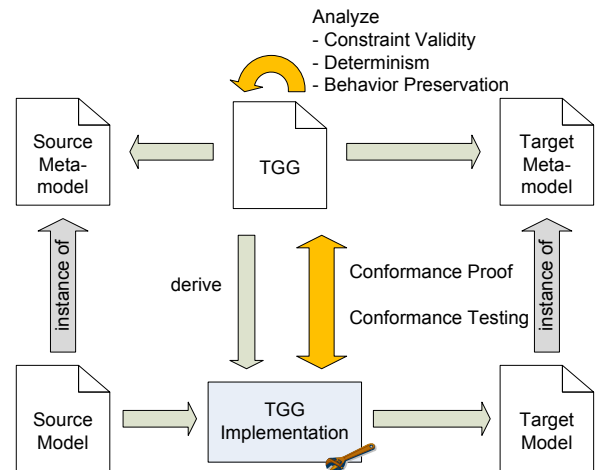 Analyze
- Constraint Validity
- Determism
- Behavior Preservation
Source
Meta-
model
TGG
Target
Meta-
model
instance of
derive
Conformance Proof
Conformance Testing
instance of
Source
Model
TGG
Implementation
Target
Model